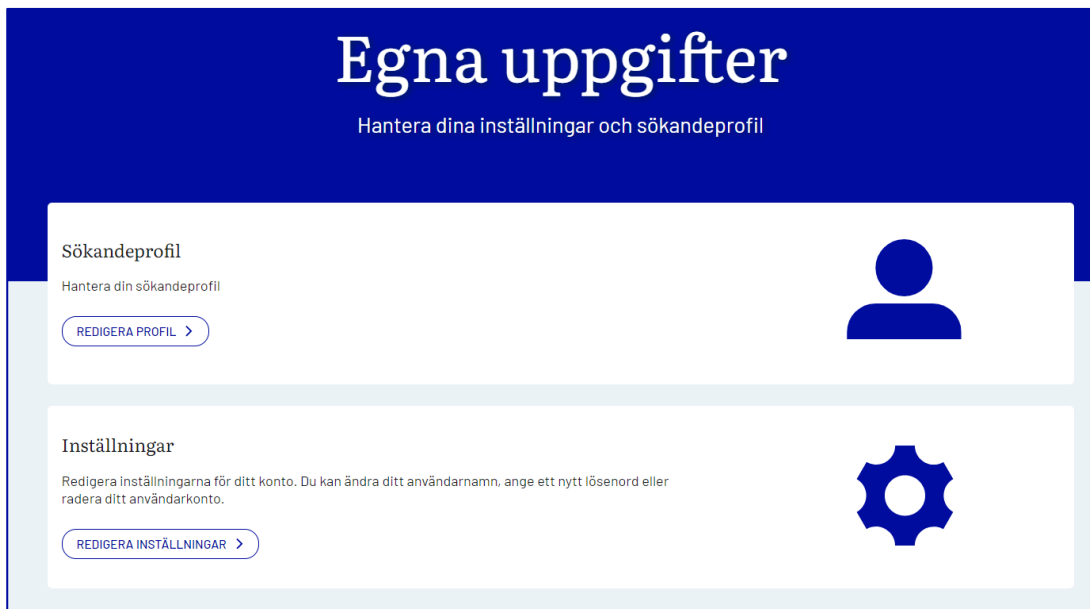 Egna uppgifter
Hantera dina inställningar och sökandeprofil
Sökandeprofil
Hantera din sökandeprofil
REDIGERA PROFIL
Inställningar
Redigera inställningarna för ditt konto. Du kan ändra ditt användarnamn, ange ett nytt lösenord eller
radera ditt användarkonto.
REDIGERA INSTÄLLNINGAR